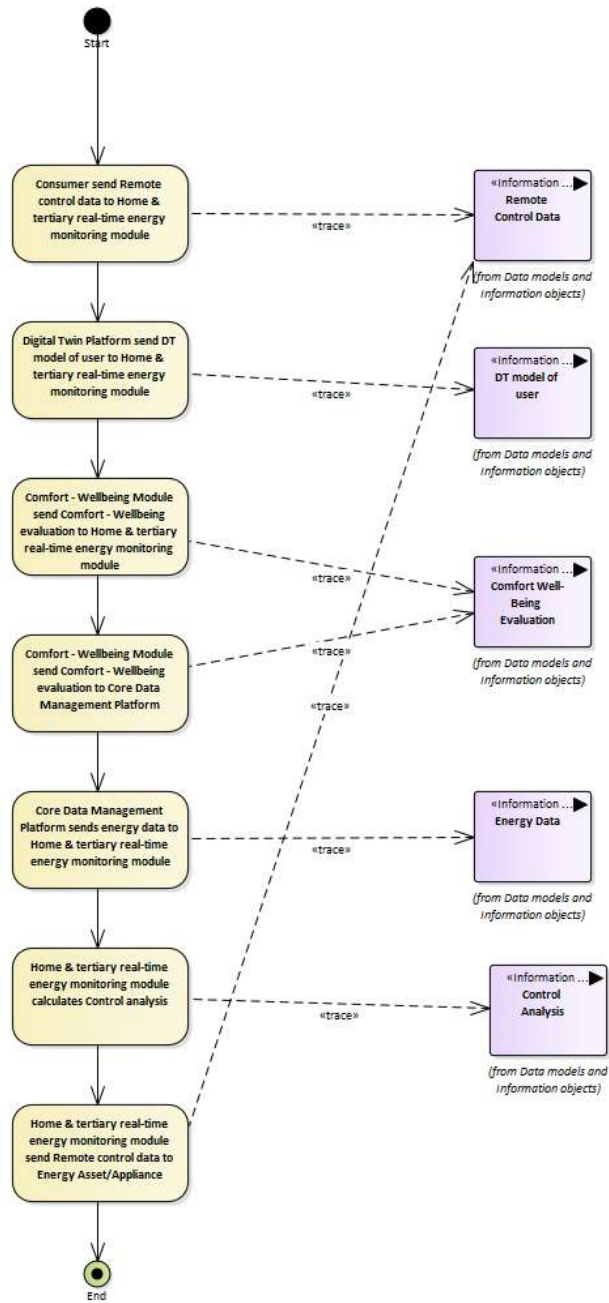 Start
Consumer send Remote
control data to Home &
tertiary real-time energy
monitoring module
«trace»
«Information ...
Remote
Control Data
(from Data models and
information objects)
Digital Twin Platform send DT
model of user to Home &
tertiary real-time energy
monitoring module
«trace»
«Information ...
DT model of
user
(from Data models and
information objects)
Comfort - Wellbeing Module
send Comfort - Wellbeing
evaluation to Home & tertiary
real-time energy monitoring
module
«trace»
«Information ...
Comfort Well-
Being
Evaluation
(from Data models and
information objects)
Comfort - Wellbeing Module
send Comfort - Wellbeing
evaluation to Core Data
Management Platform
«trace»
«trace»
Core Data Management
Platform sends energy data to
Home & tertiary real-time
energy monitoring module
«trace»
«Information ...
Energy Data
(from Data models and
information objects)
Home & tertiary real-time
energy monitoring module
calculates Control analysis
«trace»
«Information ...
Control
Analysis
(from Data models and
information objects)
Home & tertiary real-time
energy monitoring module
send Remote control data to
Energy Asset/Appliance
End